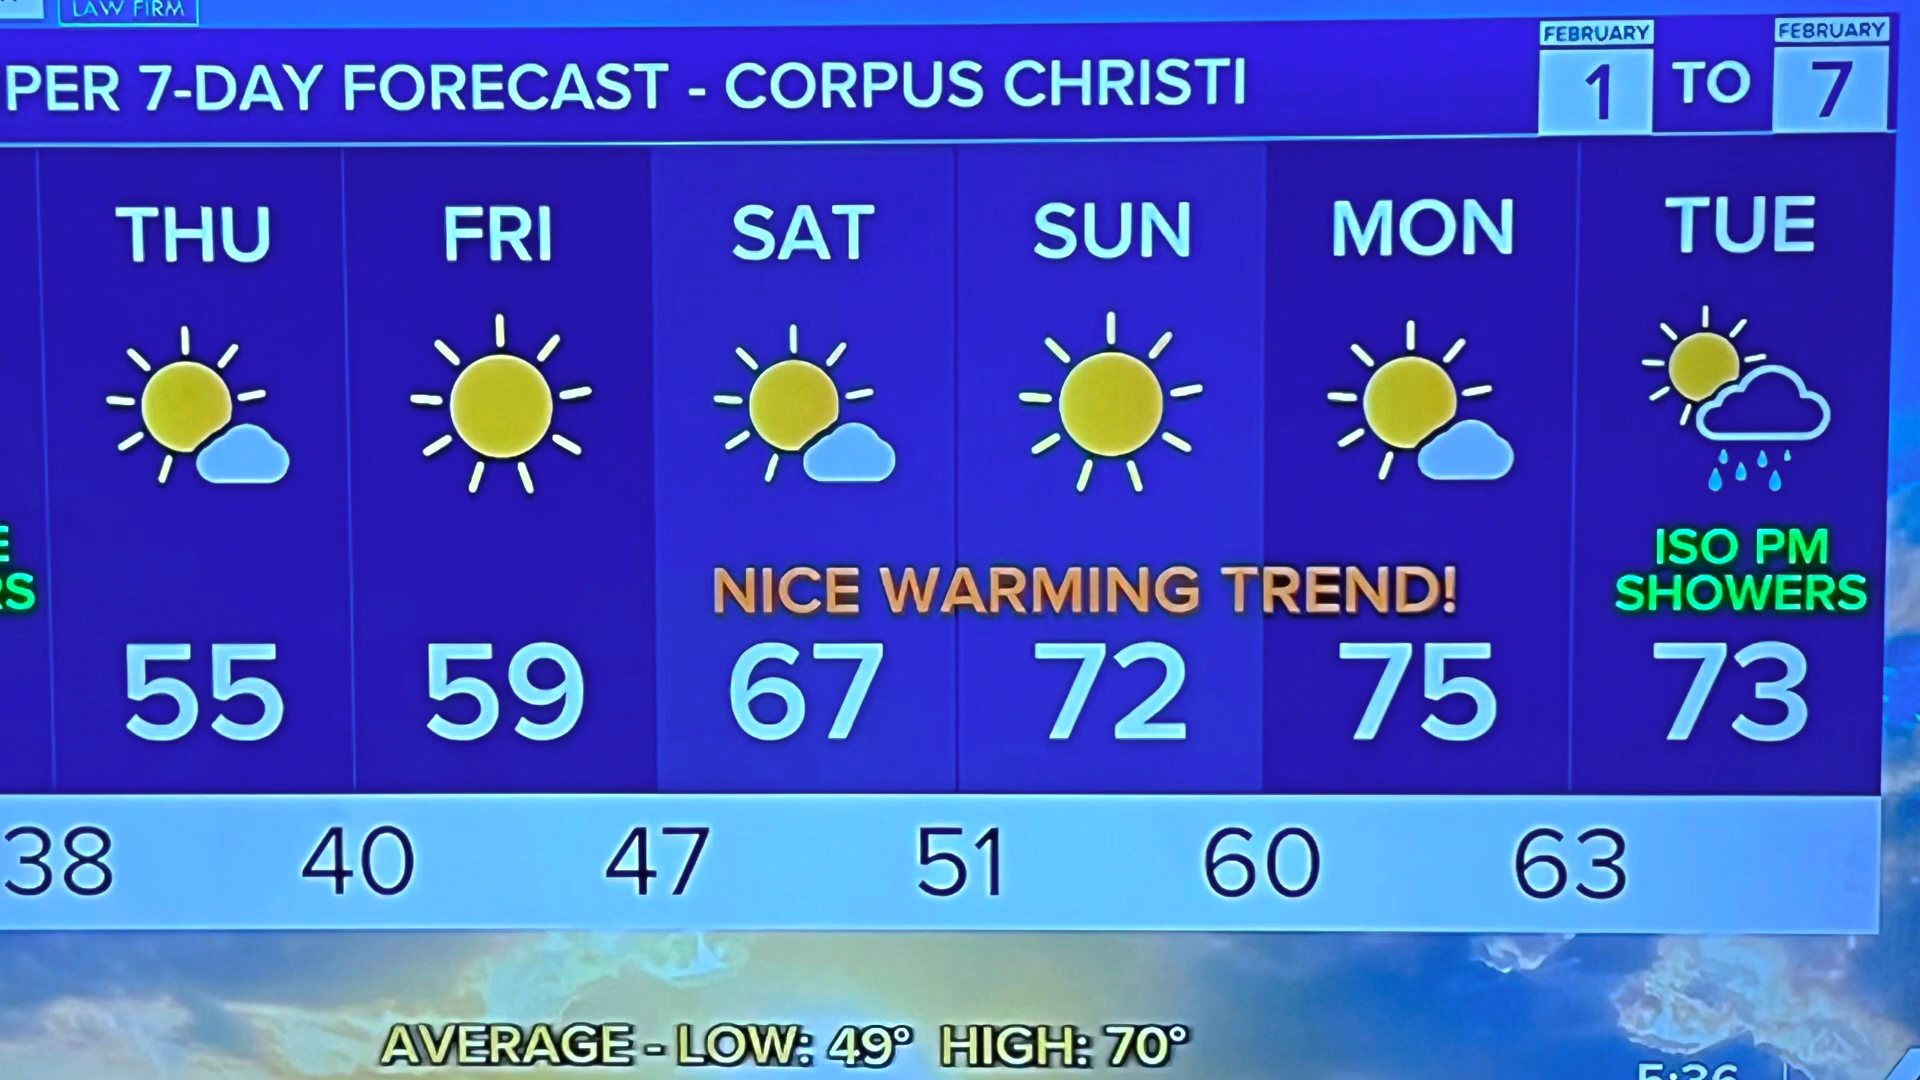 LAW FIRM
PER 7-DAY FORECAST - CORPUS CHRISTI
FEBRUARY
1
TO
FEBRUARY
7
THU
FRI
SAT
SUN
MON
TUE
NICE WARMING TREND!
ISO PM
SHOWERS
55
59
67
72
75
73
38
40
47
51
60
63
AVERAGE - LOW: 49° HIGH: 70°
5:36